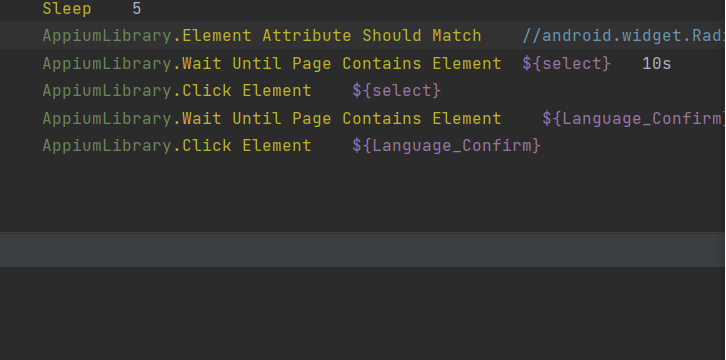 Sleep    5
AppiumLibrary.Element Attribute Should Match    //android.widget.Rad
AppiumLibrary.Wait Until Page Contains Element  ${select}   10s
AppiumLibrary.Click Element    ${select}
AppiumLibrary.Wait Until Page Contains Element    ${Language_Confirm}
AppiumLibrary.Click Element    ${Language_Confirm}